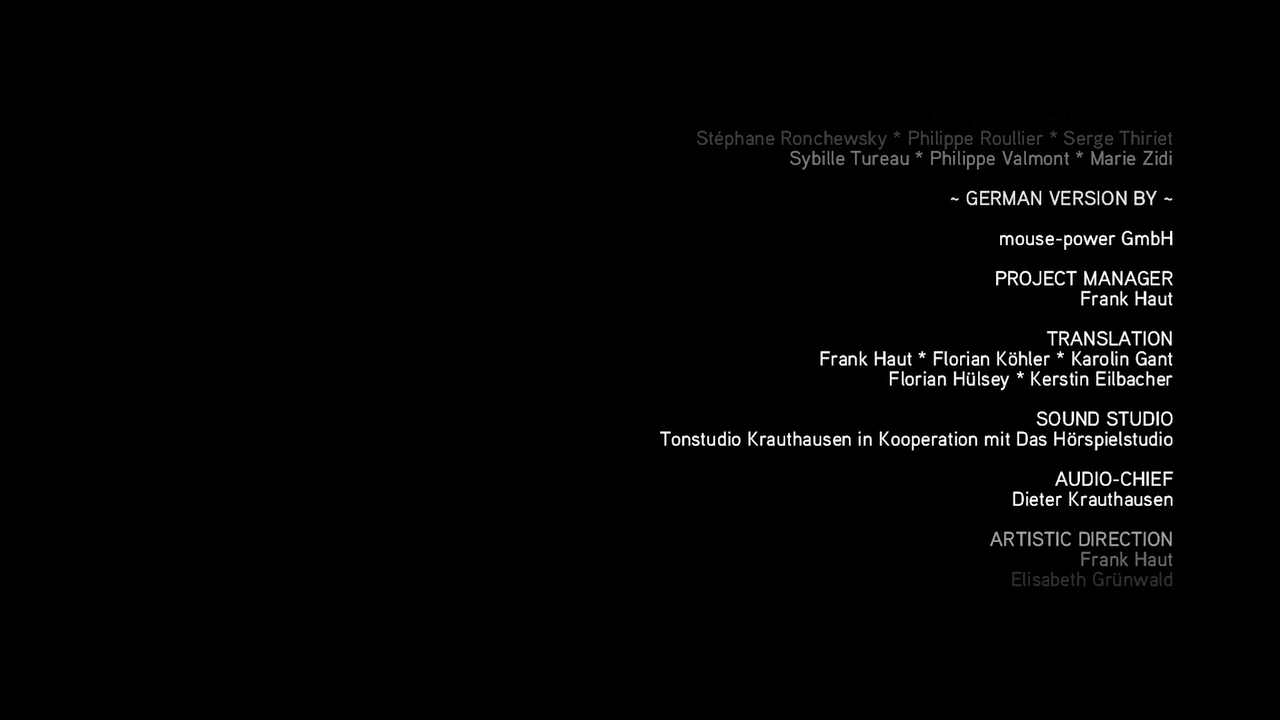 Stéphane Ronchewsky * Philippe Roullier * Serge Thiriet
Sybille Tureau * Philippe Valmont * Marie Zidi
~ GERMAN VERSION BY ~
mouse-power GmbH
PROJECT MANAGER
Frank Haut
TRANSLATION
Frank Haut * Florian Köhler * Karolin Gant
Florian Hülsey * Kerstin Eilbacher
SOUND STUDIO
Tonstudio Krauthausen in Kooperation mit Das Hörspielstudio
AUDIO-CHIEF
Dieter Krauthausen
ARTISTIC DIRECTION
Frank Haut
Elisabeth Grünwald